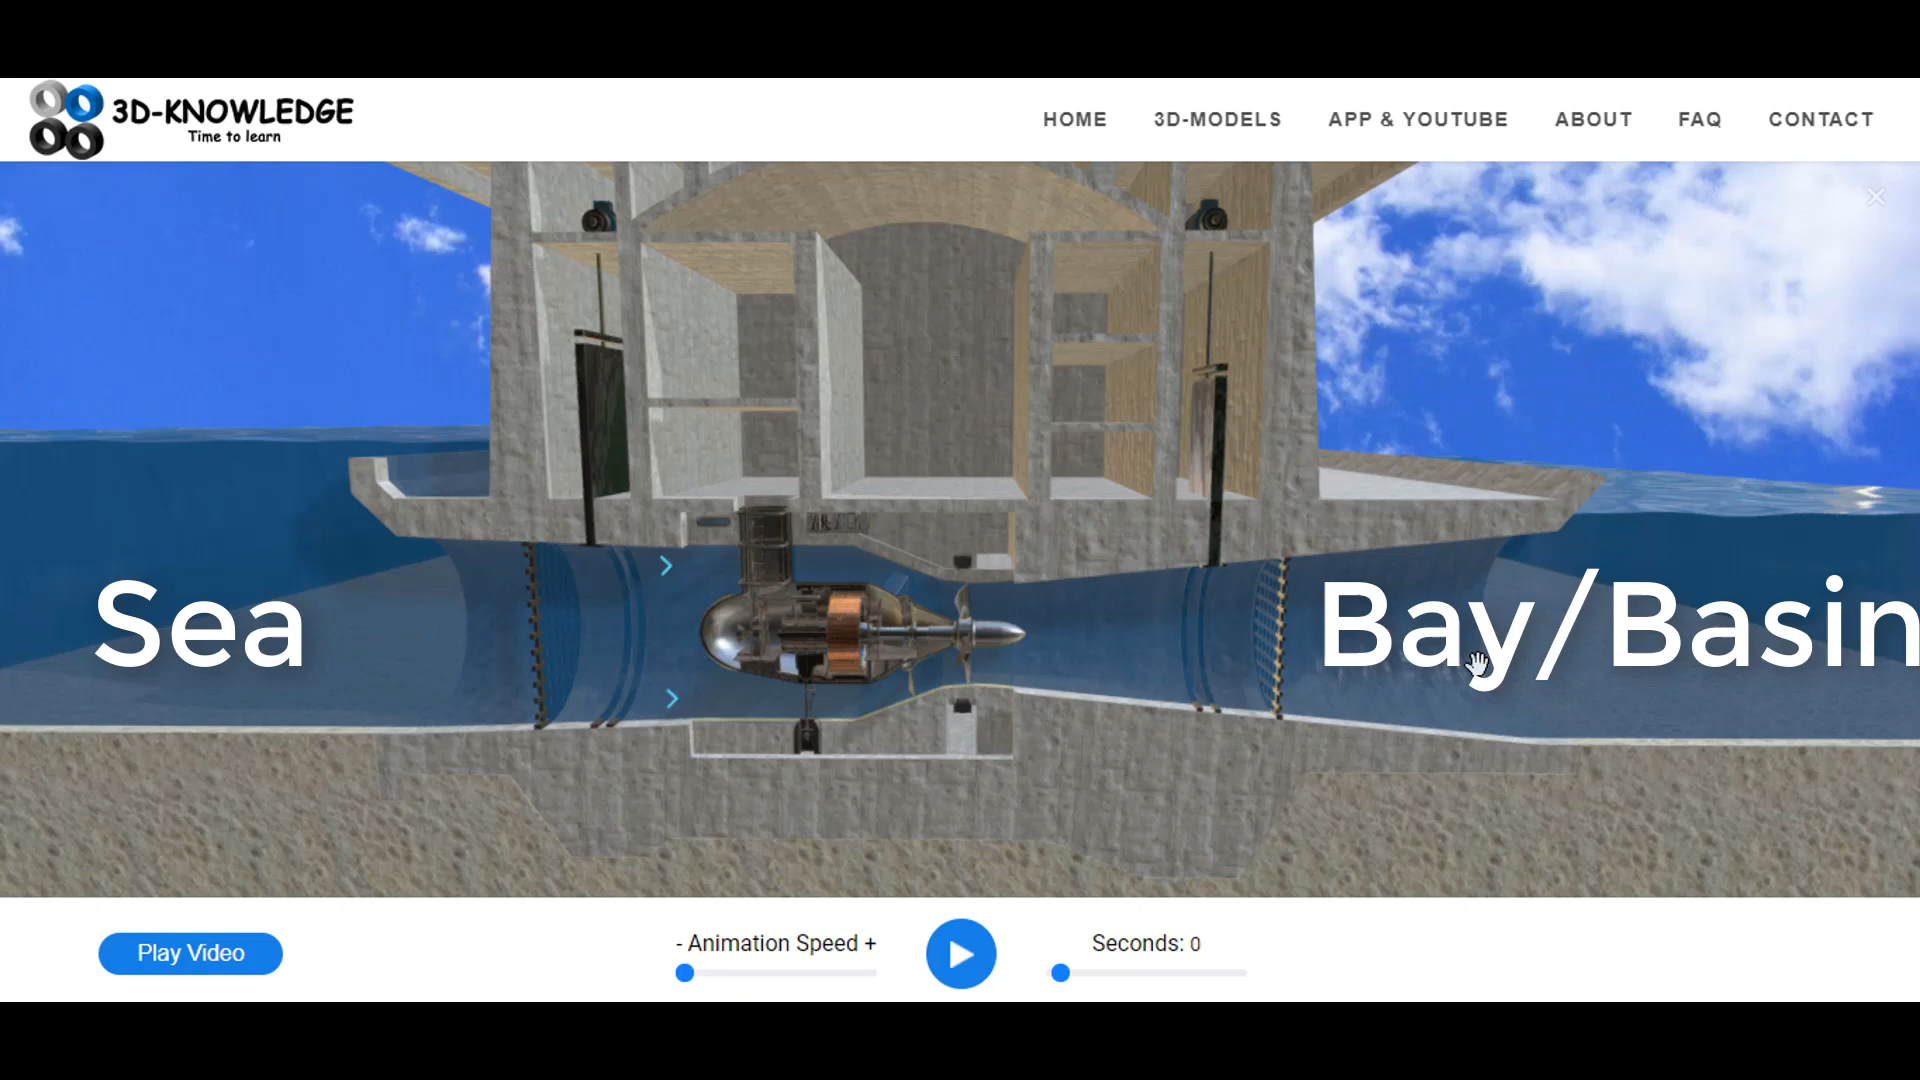 3D-KNOWLEDGE
Time to learn
HOME 3D-MODELS APP & YOUTUBE ABOUT FAQ CONTACT
Sea
Bay/Basin
Play Video
- Animation Speed +
Seconds: 0